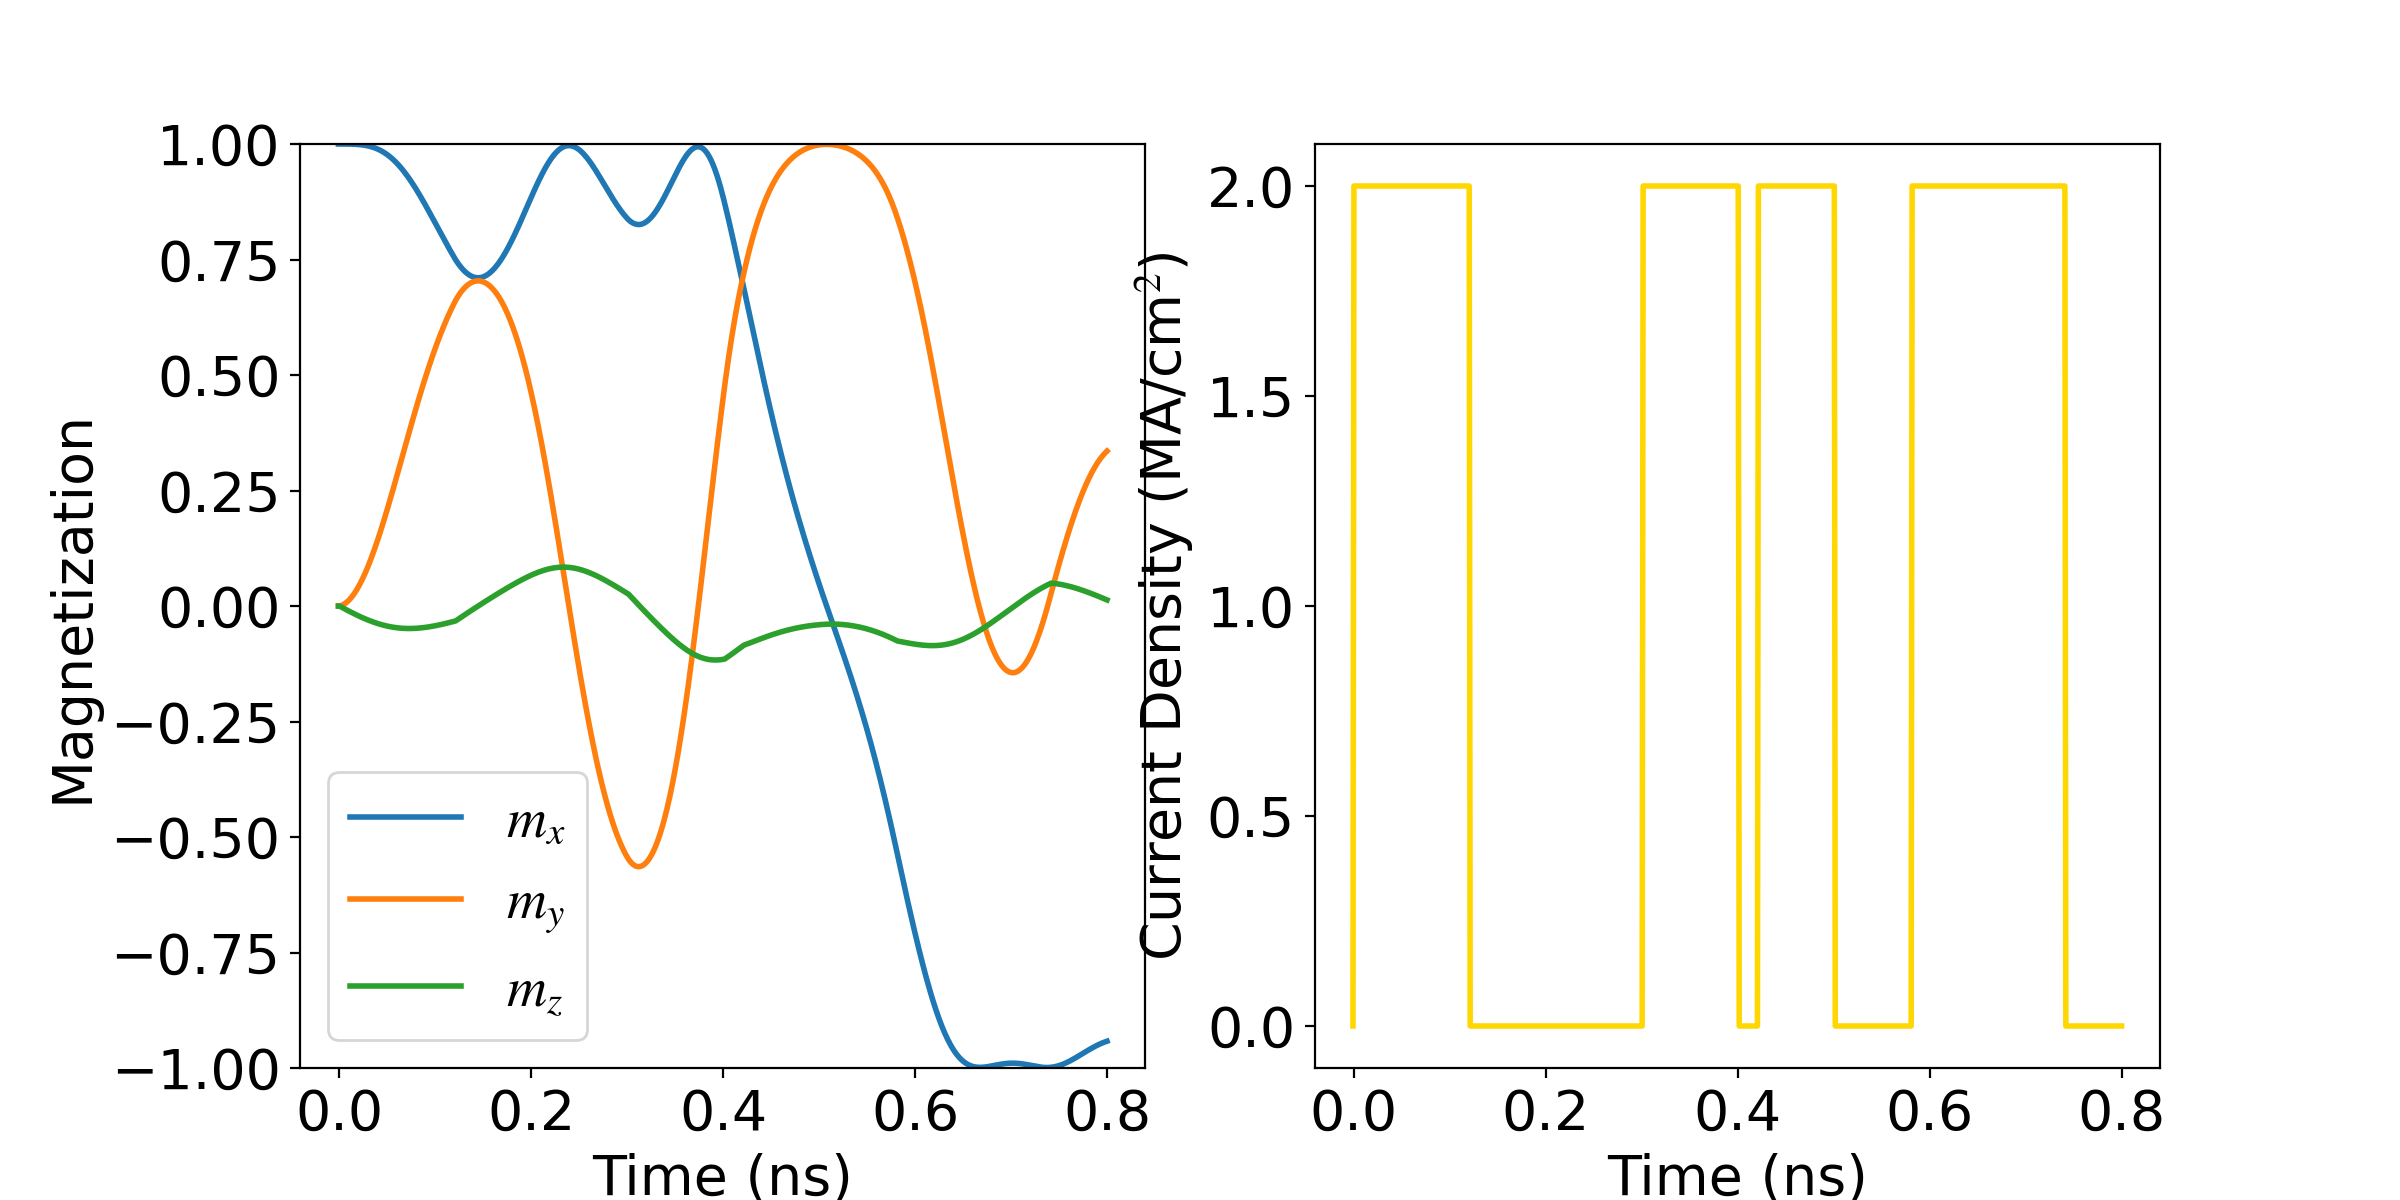 1.00
0.75
0.50
0.25
0.00
−0.25
−0.50
−0.75
−1.00
Magnetization
m_x
m_y
m_z
0.0 0.2 0.4 0.6 0.8
Time (ns)
2.0
1.5
1.0
0.5
0.0
Current Density (MA/cm²)
0.0 0.2 0.4 0.6 0.8
Time (ns)